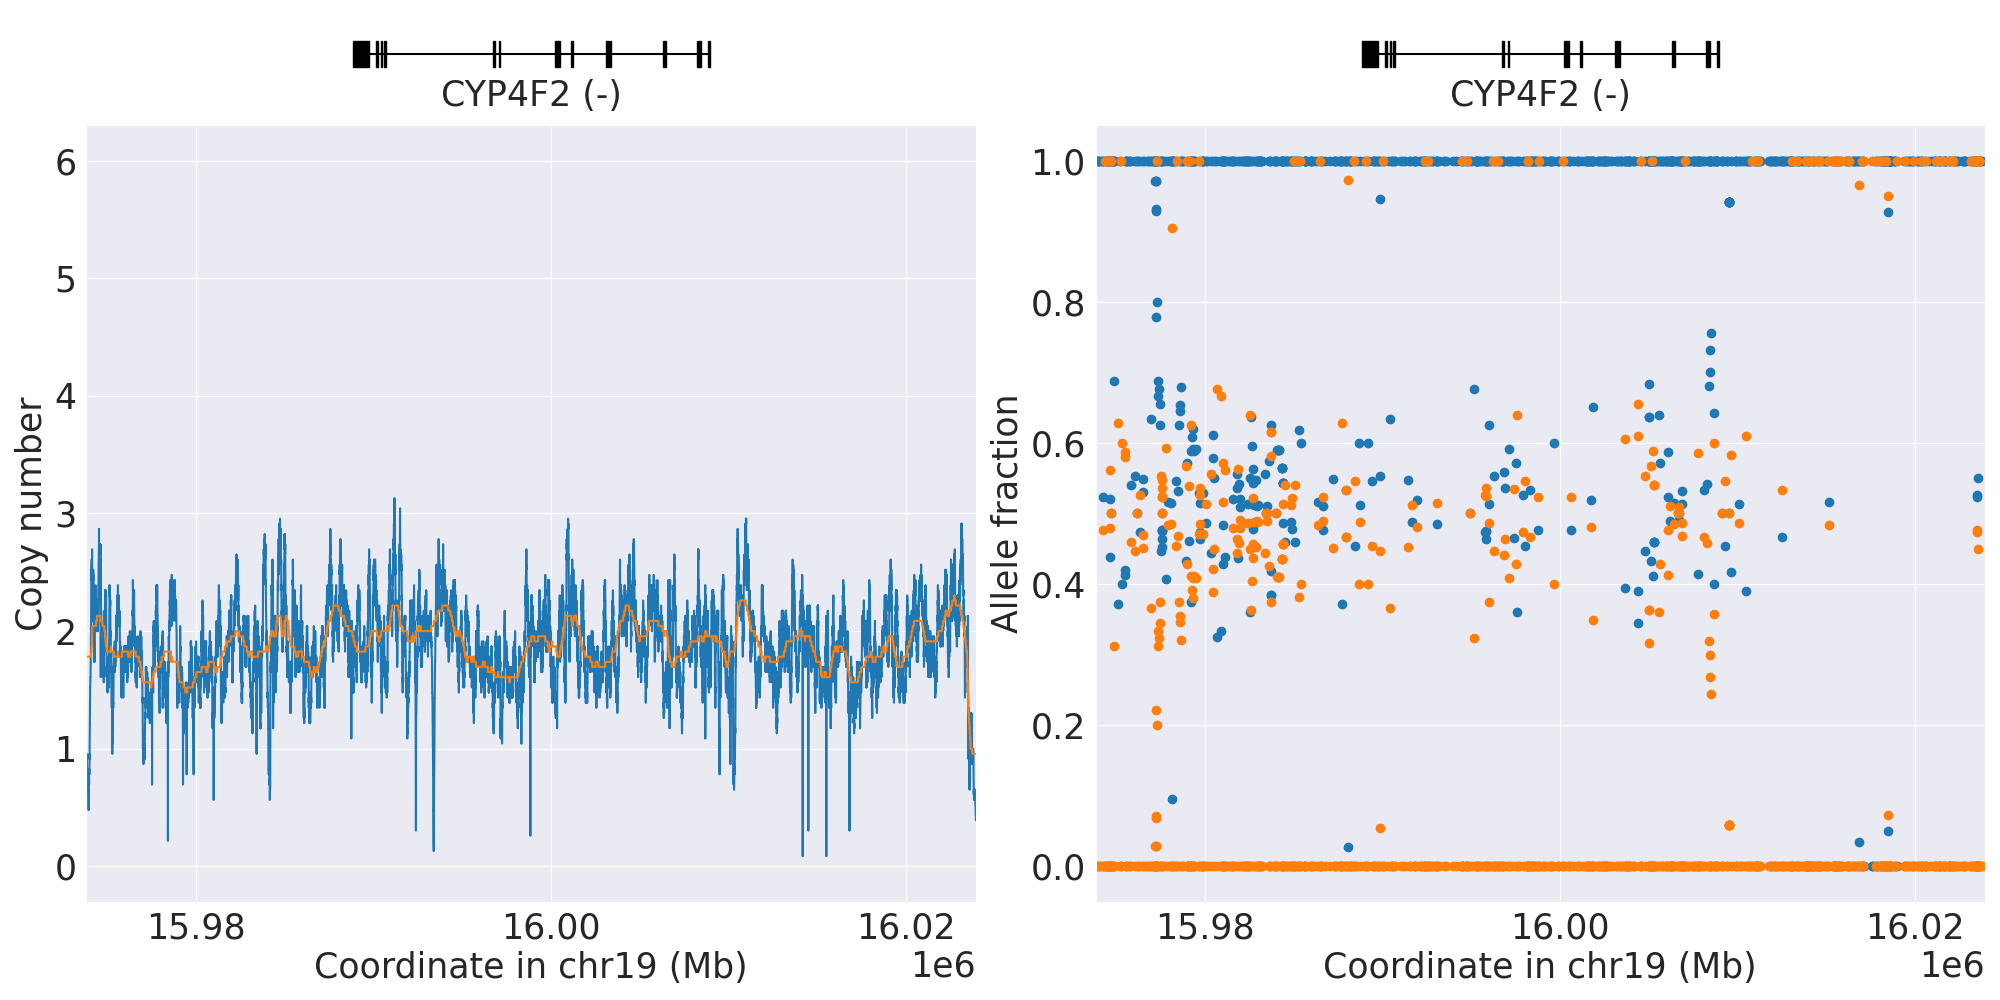 CYP4F2 (-)
6
5
4
3
2
1
0
Copy number
15.98
16.00
16.02
Coordinate in chr19 (Mb)
1e6
CYP4F2 (-)
1.0
0.8
0.6
0.4
0.2
0.0
Allele fraction
15.98
16.00
16.02
Coordinate in chr19 (Mb)
1e6